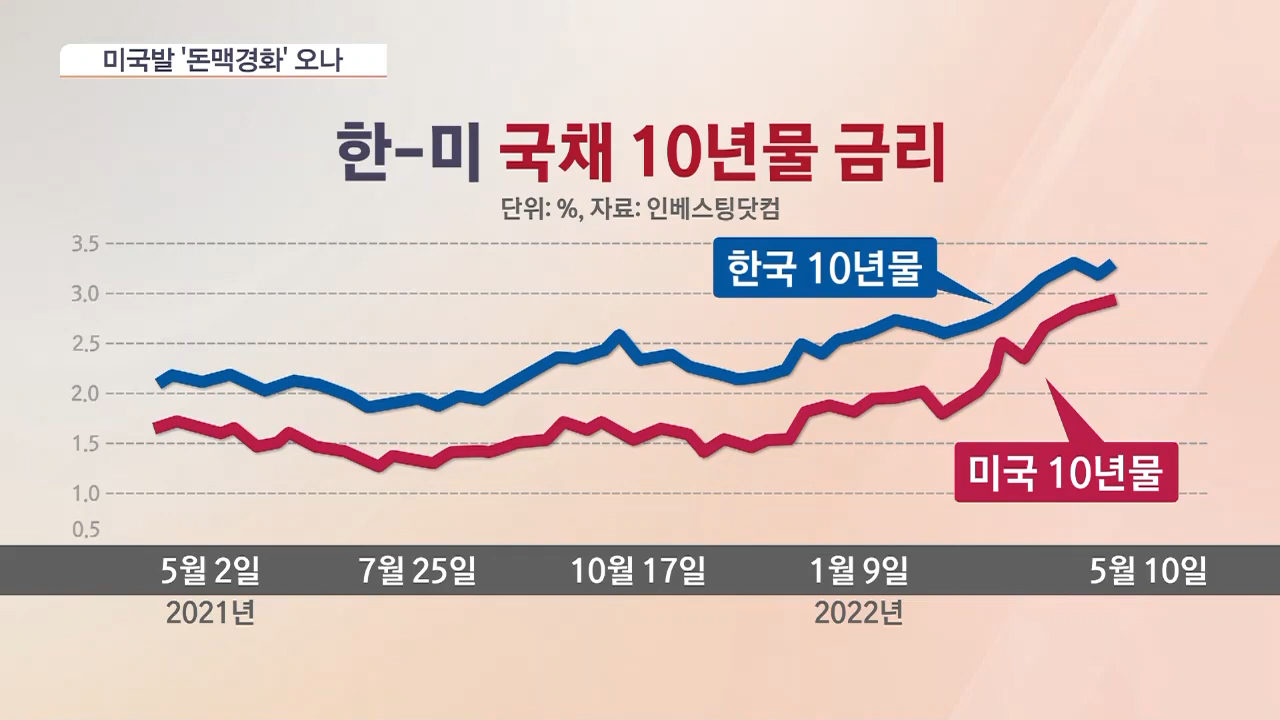 미국발 '돈맥경화' 오나
한-미 국채 10년물 금리
단위: %, 자료: 인베스팅닷컴
3.5
한국 10년물
3.0
2.5
2.0
1.5
미국 10년물
1.0
0.5
5월 2일 7월 25일 10월 17일 1월 9일 5월 10일
2021년 2022년